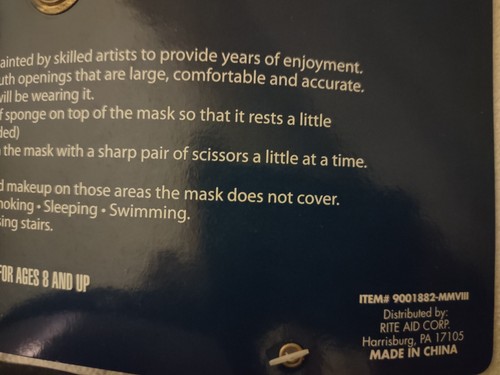 ainted by skilled artists to provide years of enjoyment.
uth openings that are large, comfortable and accurate.
will be wearing it.
f sponge on top of the mask so that it rests a little
ded)
the mask with a sharp pair of scissors a little at a time.
d makeup on those areas the mask does not cover.
moking • Sleeping • Swimming.
sing stairs.
FOR AGES 8 AND UP
ITEM# 9001882-MMVIII
Distributed by:
RITE AID CORP.
Harrisburg, PA 17105
MADE IN CHINA